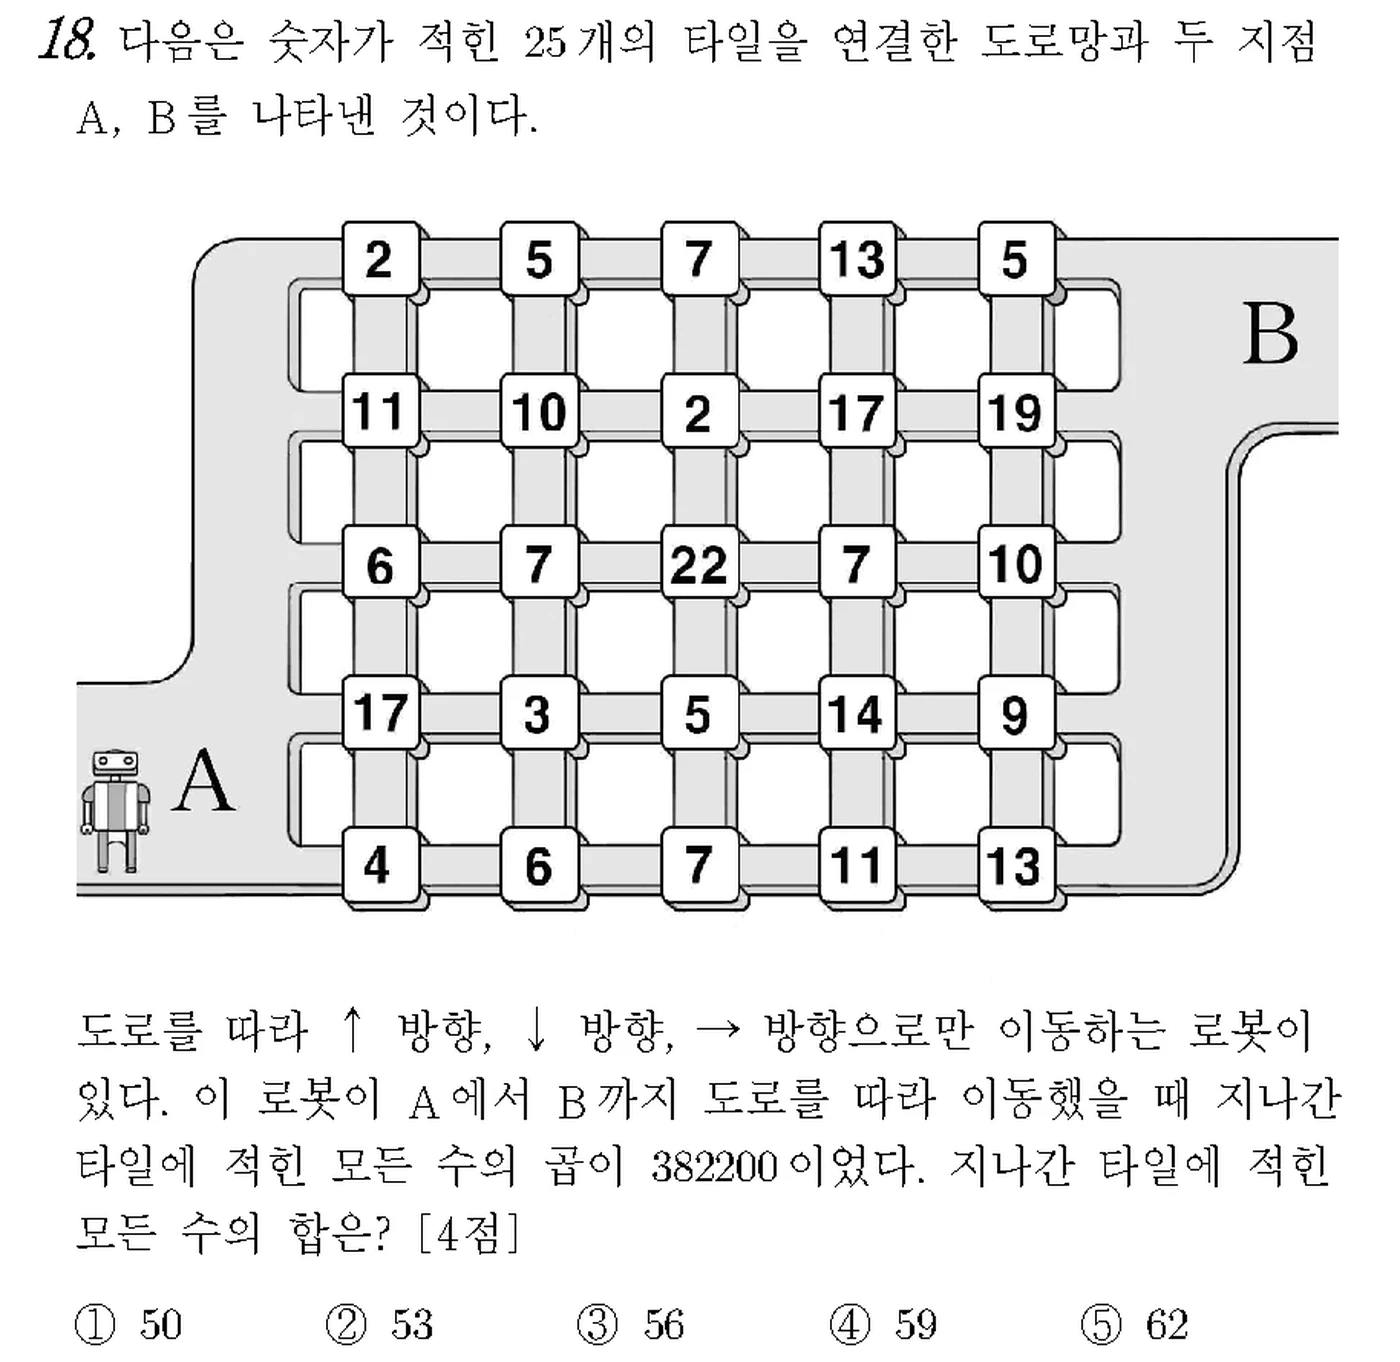 18. 다음은 숫자가 적힌 25개의 타일을 연결한 도로망과 두 지점
A, B를 나타낸 것이다.
2 5 7 13 5
B
11 10 2 17 19
6 7 22 7 10
17 3 5 14 9
A
4 6 7 11 13
도로를 따라 ↑ 방향, ↓ 방향, → 방향으로만 이동하는 로봇이
있다. 이 로봇이 A에서 B까지 도로를 따라 이동했을 때 지나간
타일에 적힌 모든 수의 곱이 382200이었다. 지나간 타일에 적힌
모든 수의 합은? [4점]
① 50 ② 53 ③ 56 ④ 59 ⑤ 62